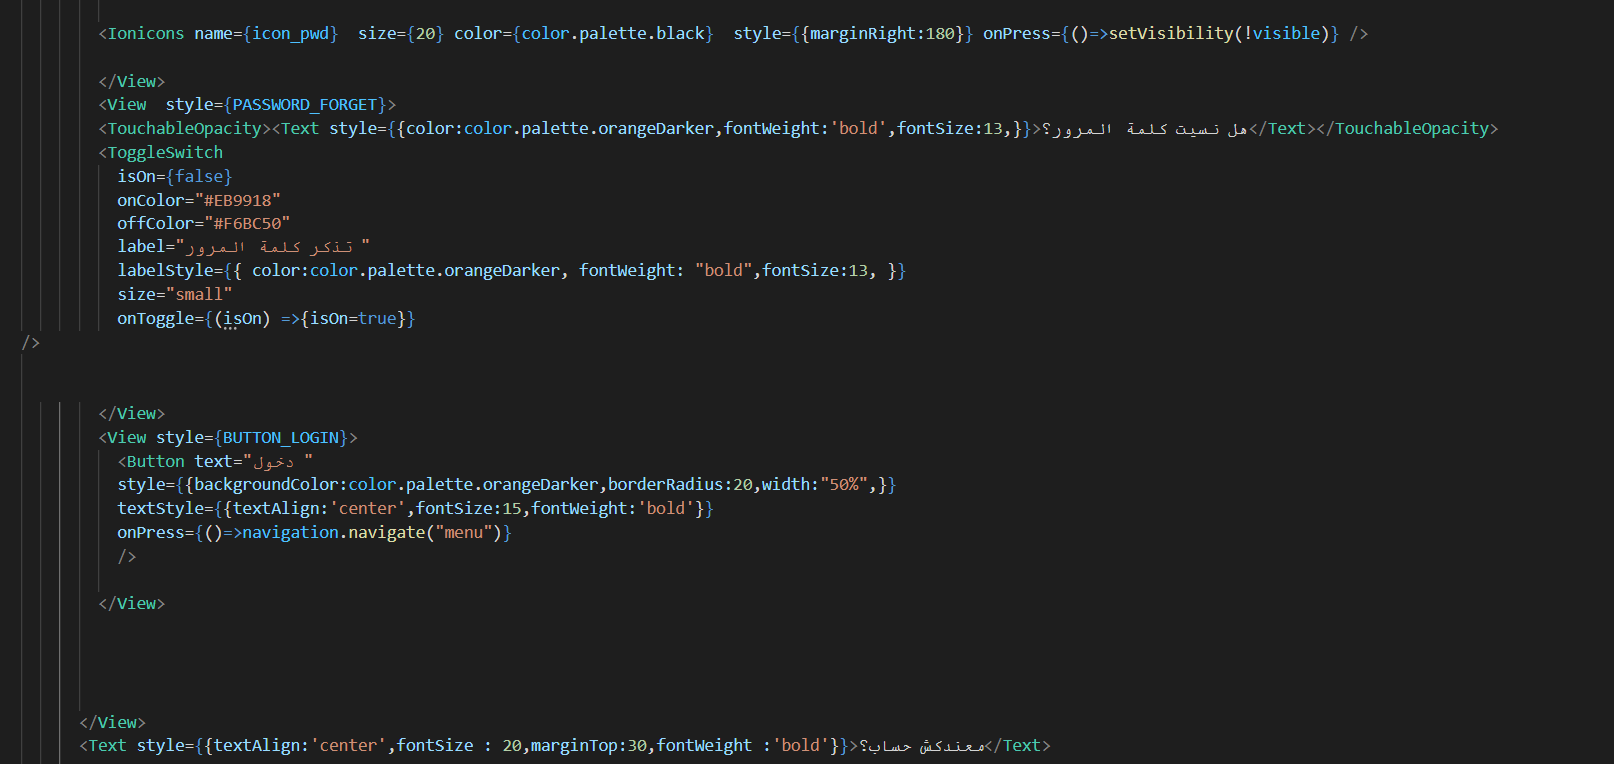 <Ionicons name={icon_pwd}  size={20} color={color.palette.black}  style={{marginRight:180}} onPress={()=>setVisibility(!visible)} />
</View>
<View  style={PASSWORD_FORGET}>
<TouchableOpacity><Text style={{color:color.palette.orangeDarker,fontWeight:'bold',fontSize:13,}}>هل نسيت كلمة المرور؟</Text></TouchableOpacity>
<ToggleSwitch
isOn={false}
onColor="#EB9918"
offColor="#F6BC50"
label="تذكر كلمة المرور "
labelStyle={{ color:color.palette.orangeDarker, fontWeight: "bold",fontSize:13, }}
size="small"
onToggle={(isOn) =>{isOn=true}}
/>
</View>
<View style={BUTTON_LOGIN}>
<Button text="دخول "
style={{backgroundColor:color.palette.orangeDarker,borderRadius:20,width:"50%",}}
textStyle={{textAlign:'center',fontSize:15,fontWeight:'bold'}}
onPress={()=>navigation.navigate("menu")}
/>
</View>
</View>
<Text style={{textAlign:'center',fontSize : 20,marginTop:30,fontWeight :'bold'}}>معندكش حساب؟</Text>